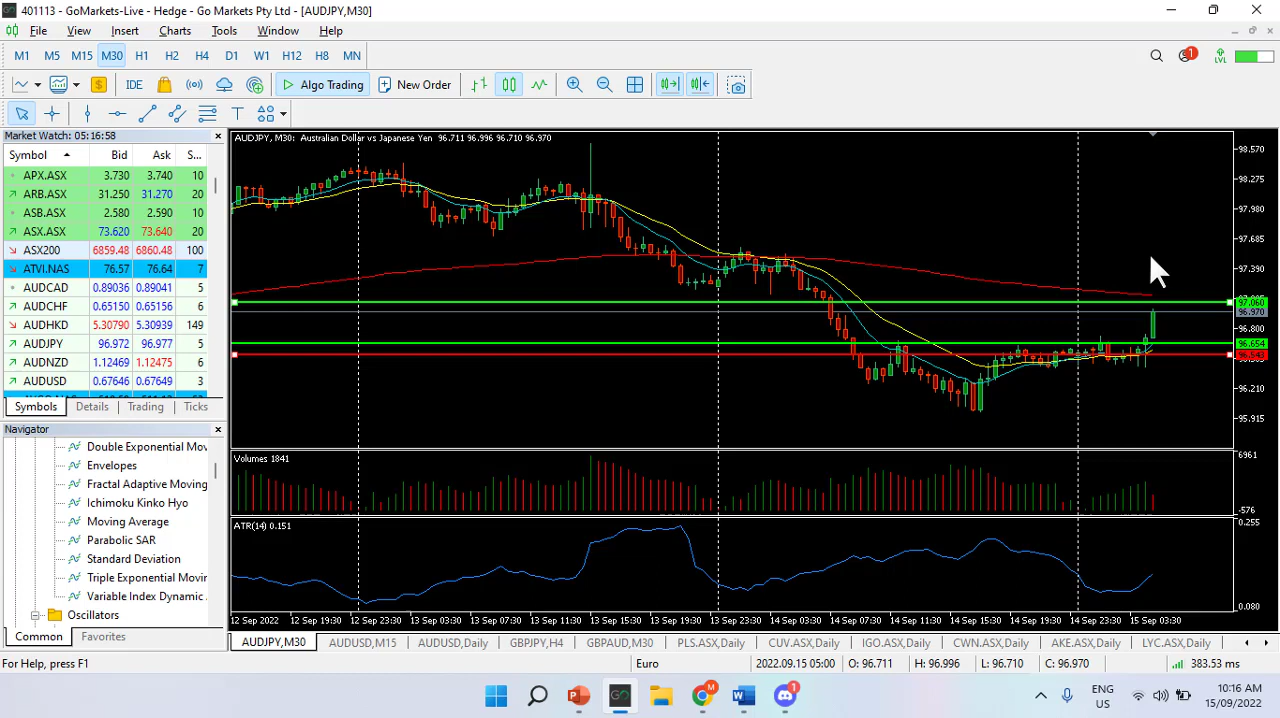 401113 - GoMarkets-Live - Hedge - Go Markets Pty Ltd - [AUDJPY,M30]
File View Insert Charts Tools Window Help
M1 M5 M15 M30 H1 H2 H4 D1 W1 H12 H8 MN
1 LVL
IDE Algo Trading New Order
Market Watch: 05:16:58
Symbol Bid Ask S...
APX.ASX 3.730 3.740 10
ARB.ASX 31.250 31.270 20
ASB.ASX 2.580 2.590 10
ASX.ASX 73.620 73.640 20
ASX200 6859.48 6860.48 100
ATVI.NAS 76.57 76.64 7
AUDCAD 0.89036 0.89041 5
AUDCHF 0.65150 0.65156 6
AUDHKD 5.30790 5.30939 149
AUDJPY 96.972 96.977 5
AUDNZD 1.12469 1.12475 6
AUDUSD 0.67646 0.67649 3
Symbols Details Trading Ticks
Navigator
Double Exponential Mov
Envelopes
Fractal Adaptive Moving
Ichimoku Kinko Hyo
Moving Average
Parabolic SAR
Standard Deviation
Triple Exponential Movin
Variable Index Dynamic
Oscillators
Common Favorites
AUDJPY, M30: Australian Dollar vs Japanese Yen 96.711 96.996 96.710 96.970
98.570
98.275
97.980
97.685
97.390
97.060
96.970
96.800
96.654
96.210
95.915
Volumes 1841
6961
-576
ATR(14) 0.151
0.255
0.080
12 Sep 2022 12 Sep 19:30 12 Sep 23:30 13 Sep 03:30 13 Sep 07:30 13 Sep 11:30 13 Sep 15:30 13 Sep 19:30 13 Sep 23:30 14 Sep 03:30 14 Sep 07:30 14 Sep 11:30 14 Sep 15:30 14 Sep 19:30 14 Sep 23:30 15 Sep 03:30
AUDJPY,M30 AUDUSD,M15 AUDUSD,Daily GBPJPY,H4 GBPAUD,M30 PLS.ASX,Daily CUV.ASX,Daily IGO.ASX,Daily CWN.ASX,Daily AKE.ASX,Daily LYC.ASX,Daily
For Help, press F1 Euro 2022.09.15 05:00 O: 96.711 H: 96.996 L: 96.710 C: 96.970 383.53 ms
P GO M W 1
ENG
US
10:16 AM
15/09/2022